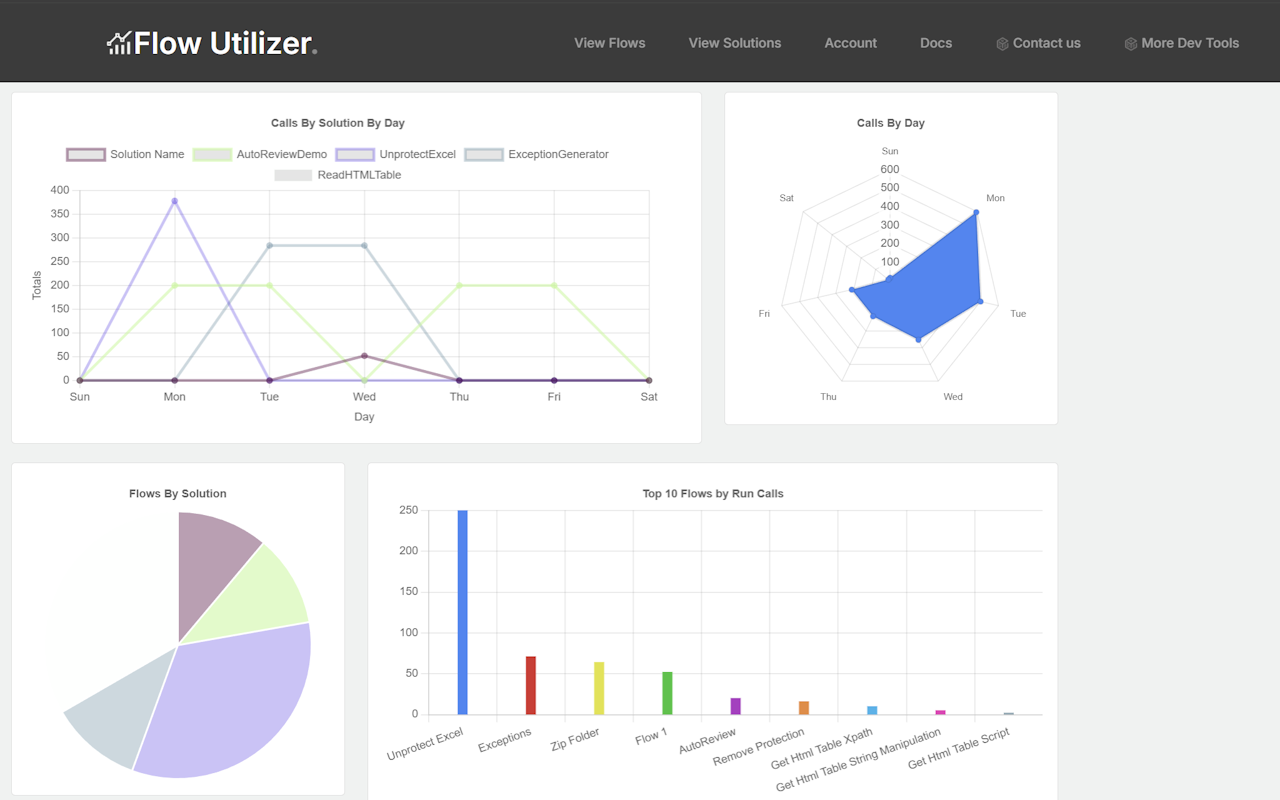 Flow Utilizer.
View Flows View Solutions Account Docs Contact us More Dev Tools
Calls By Solution By Day
Solution Name AutoReviewDemo UnprotectExcel ExceptionGenerator
ReadHTMLTable
400
350
300
250
200
150
100
50
0
Totals
Sun Mon Tue Wed Thu Fri Sat
Day
Calls By Day
Sun
600
500
400
300
200
100
Mon
Tue
Wed
Thu
Fri
Sat
Flows By Solution
Top 10 Flows by Run Calls
250
200
150
100
50
0
Unprotect Excel
Exceptions
Zip Folder
Flow 1
AutoReview
Remove Protection
Get Html Table Xpath
Get Html Table String Manipulation
Get Html Table Script